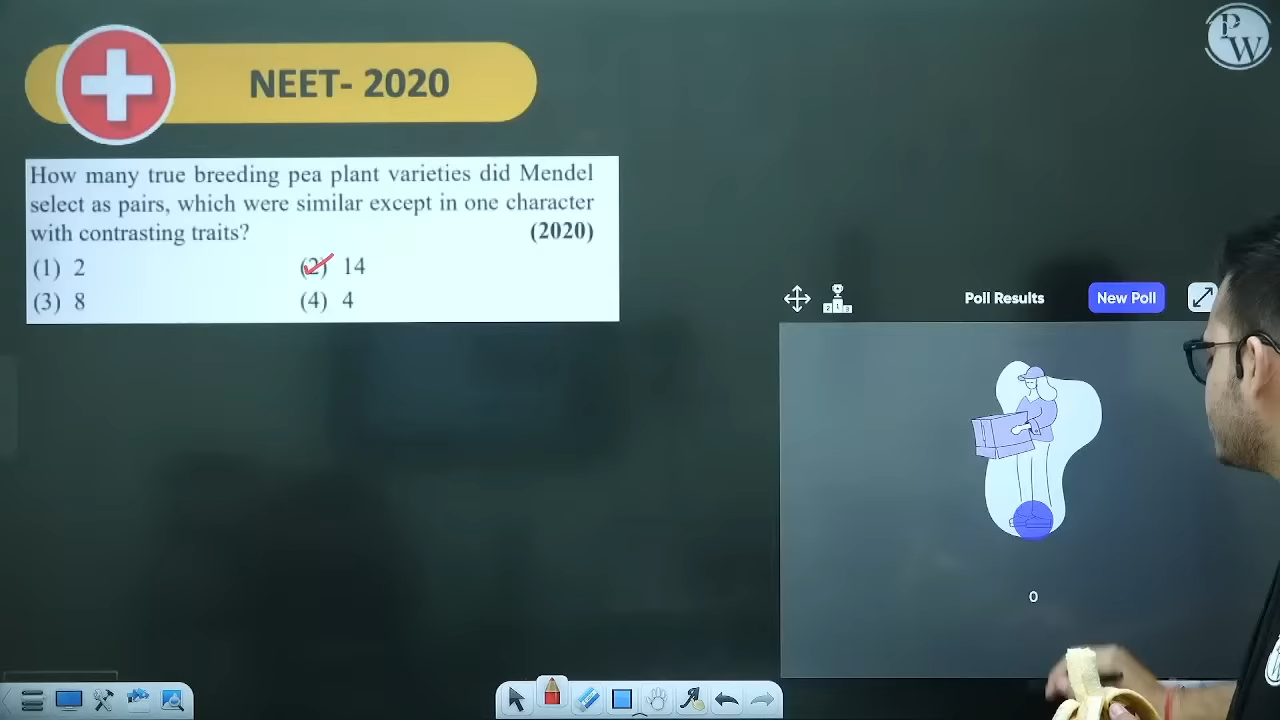 PW
NEET- 2020
How many true breeding pea plant varieties did Mendel
select as pairs, which were similar except in one character
with contrasting traits? (2020)
(1) 2 (2) 14
(3) 8 (4) 4
Poll Results New Poll
0